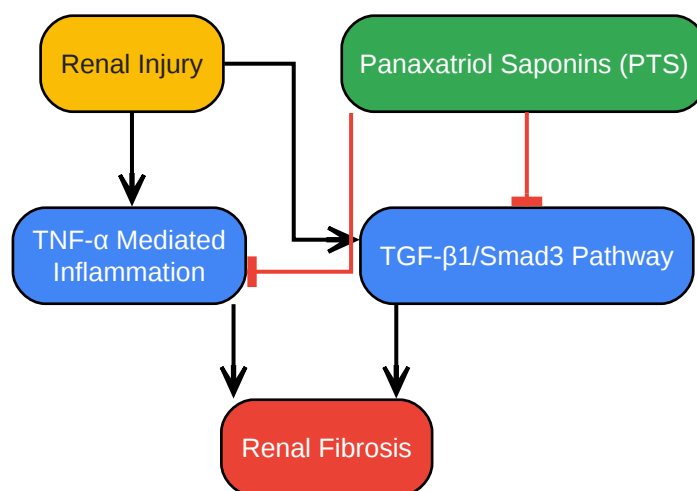 Renal Injury
Panaxatriol Saponins (PTS)
TNF-α Mediated
Inflammation
TGF-β1/Smad3 Pathway
Renal Fibrosis